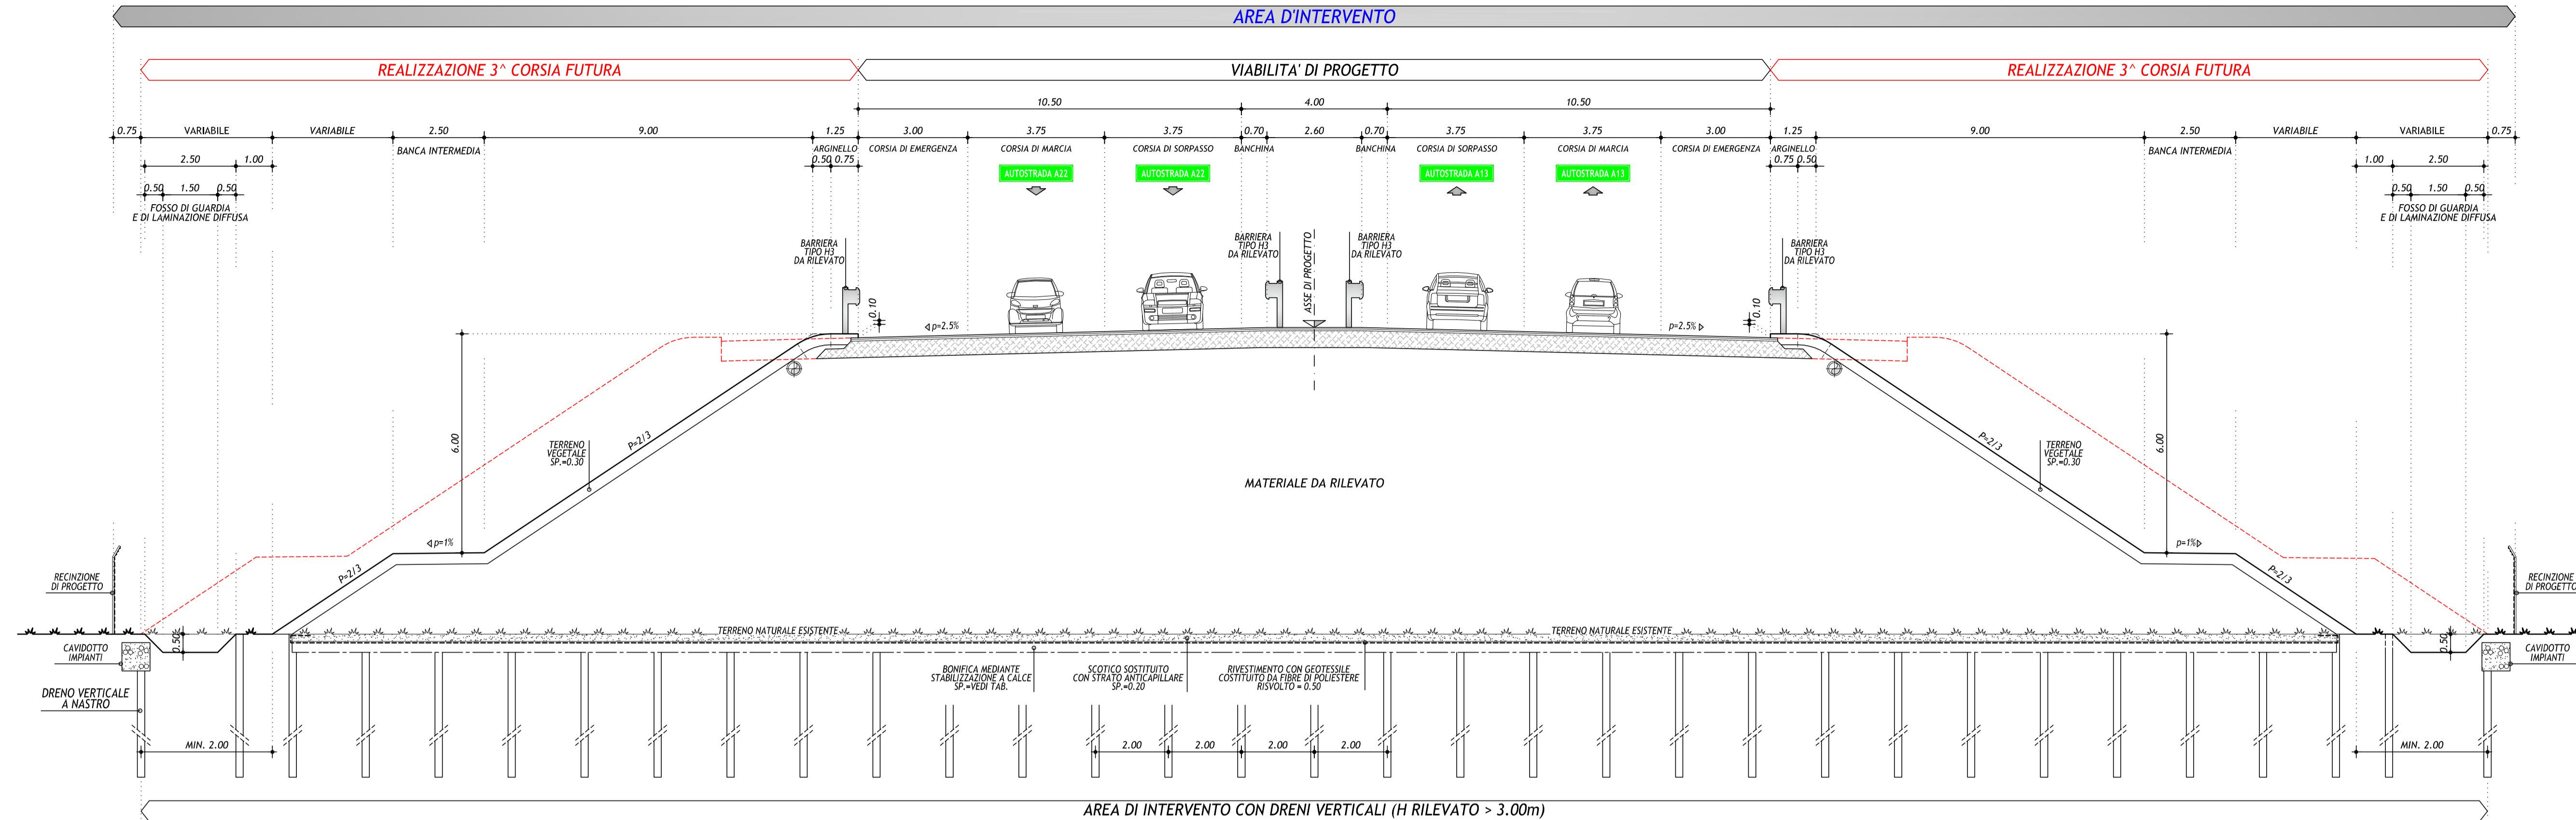 AREA D'INTERVENTO
REALIZZAZIONE 3^ CORSIA FUTURA
VIABILITA' DI PROGETTO
REALIZZAZIONE 3^ CORSIA FUTURA
10.50
4.00
10.50
0.75
VARIABILE
VARIABILE
2.50
9.00
1.25
3.00
3.75
3.75
0.70
2.60
0.70
3.75
3.75
3.00
1.25
9.00
2.50
VARIABILE
VARIABILE
0.75
BANCA INTERMEDIA
ARGINELLO
CORSIA DI EMERGENZA
CORSIA DI MARCIA
CORSIA DI SORPASSO
BANCHINA
BANCHINA
CORSIA DI SORPASSO
CORSIA DI MARCIA
CORSIA DI EMERGENZA
ARGINELLO
BANCA INTERMEDIA
2.50
1.00
0.50
0.75
0.75
0.50
1.00
2.50
AUTOSTRADA A22
AUTOSTRADA A22
AUTOSTRADA A13
AUTOSTRADA A13
0.50
1.50
0.50
0.50
1.50
0.50
FOSSO DI GUARDIA
E DI LAMINAZIONE DIFFUSA
FOSSO DI GUARDIA
E DI LAMINAZIONE DIFFUSA
BARRIERA
TIPO H3
DA RILEVATO
BARRIERA
TIPO H3
DA RILEVATO
ASSE DI PROGETTO
BARRIERA
TIPO H3
DA RILEVATO
BARRIERA
TIPO H3
DA RILEVATO
0.10
p=2.5%
p=2.5%
0.10
6.00
P=2/3
TERRENO
VEGETALE
SP.=0.30
MATERIALE DA RILEVATO
P=2/3
TERRENO
VEGETALE
SP.=0.30
6.00
p=1%
p=1%
P=2/3
P=2/3
RECINZIONE
DI PROGETTO
RECINZIONE
DI PROGETTO
0.50
TERRENO NATURALE ESISTENTE
TERRENO NATURALE ESISTENTE
0.50
CAVIDOTTO
IMPIANTI
CAVIDOTTO
IMPIANTI
BONIFICA MEDIANTE
STABILIZZAZIONE A CALCE
SP.=VEDI TAB.
SCOTICO SOSTITUITO
CON STRATO ANTICAPILLARE
SP.=0.20
RIVESTIMENTO CON GEOTESSILE
COSTITUITO DA FIBRE DI POLIESTERE
RISVOLTO = 0.50
DRENO VERTICALE
A NASTRO
MIN. 2.00
2.00
2.00
2.00
2.00
MIN. 2.00
AREA DI INTERVENTO CON DRENI VERTICALI (H RILEVATO > 3.00m)